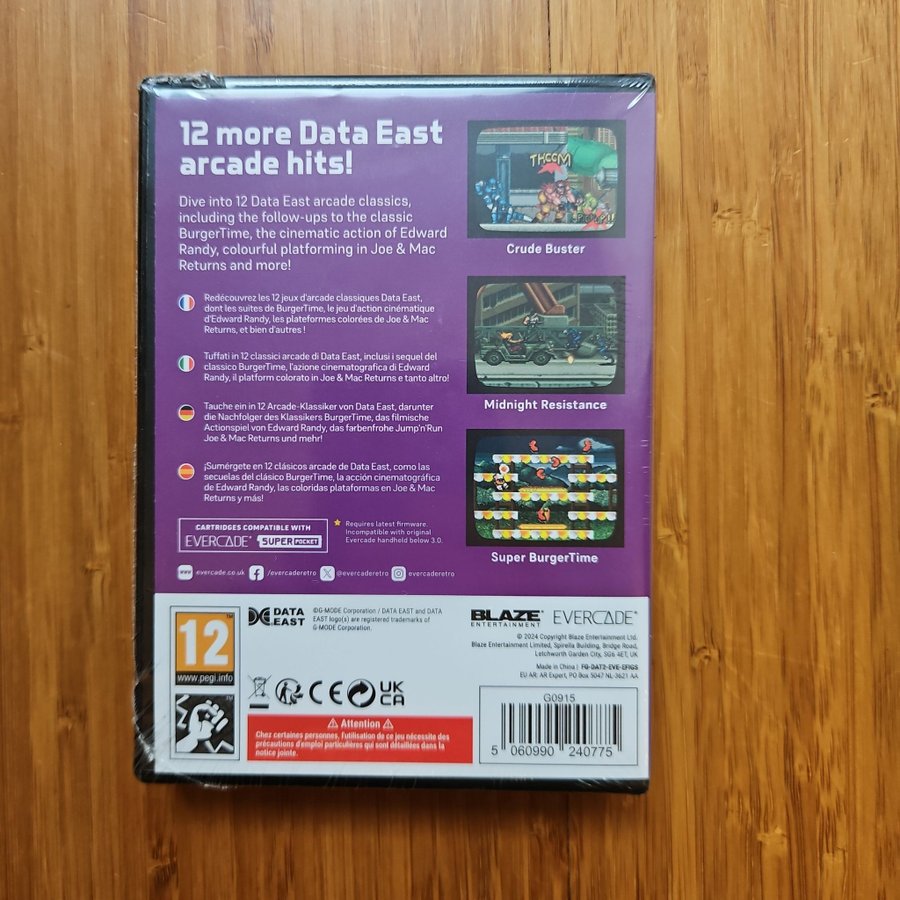 12 more Data East
arcade hits!
Dive into 12 Data East arcade classics,
including the follow-ups to the classic
BurgerTime, the cinematic action of Edward
Randy, colourful platforming in Joe & Mac
Returns and more!
Redécouvrez les 12 jeux d'arcade classiques Data East,
dont les suites de BurgerTime, le jeu d'action cinématique
d'Edward Randy, les plateformes colorées de Joe & Mac
Returns, et bien d'autres !
Tuffati in 12 classici arcade di Data East, inclusi i sequel del
classico BurgerTime, l'azione cinematografica di Edward
Randy, il platform colorato in Joe & Mac Returns e tanto altro!
Tauche ein in 12 Arcade-Klassiker von Data East, darunter
die Nachfolger des Klassikers BurgerTime, das filmische
Actionspiel von Edward Randy, das farbenfrohe Jump'n'Run
Joe & Mac Returns und mehr!
¡Sumérgete en 12 clásicos arcade de Data East, como las
secuelas del clásico BurgerTime, la acción cinematográfica
de Edward Randy, las coloridas plataformas en Joe & Mac
Returns y más!
THOOM
Crude Buster
Midnight Resistance
Super BurgerTime
CARTRIDGES COMPATIBLE WITH
EVERCADE SUPER POCKET
Requires latest firmware.
Incompatible with original
Evercade handheld below 3.0.
www evercade.co.uk /evercaderetro @evercaderetro evercaderetro
12
www.pegi.info
DATA
EAST
©G-MODE Corporation / DATA EAST and DATA
EAST logo(s) are registered trademarks of
G-MODE Corporation.
BLAZE
ENTERTAINMENT
EVERCADE
© 2024 Copyright Blaze Entertainment Ltd.
Blaze Entertainment Limited, Spirella Building, Bridge Road,
Letchworth Garden City, SG6 4ET, UK
Made in China | FG-DAT2-EVE-EFIGS
EU AR: AR Expert, PO Box 5047 NL-3621 AA
CE
UK
CA
Attention
Chez certaines personnes, l'utilisation de ce jeu nécessite des
précautions d'emploi particulières qui sont détaillées dans la
notice jointe.
G0915
5 060990 240775